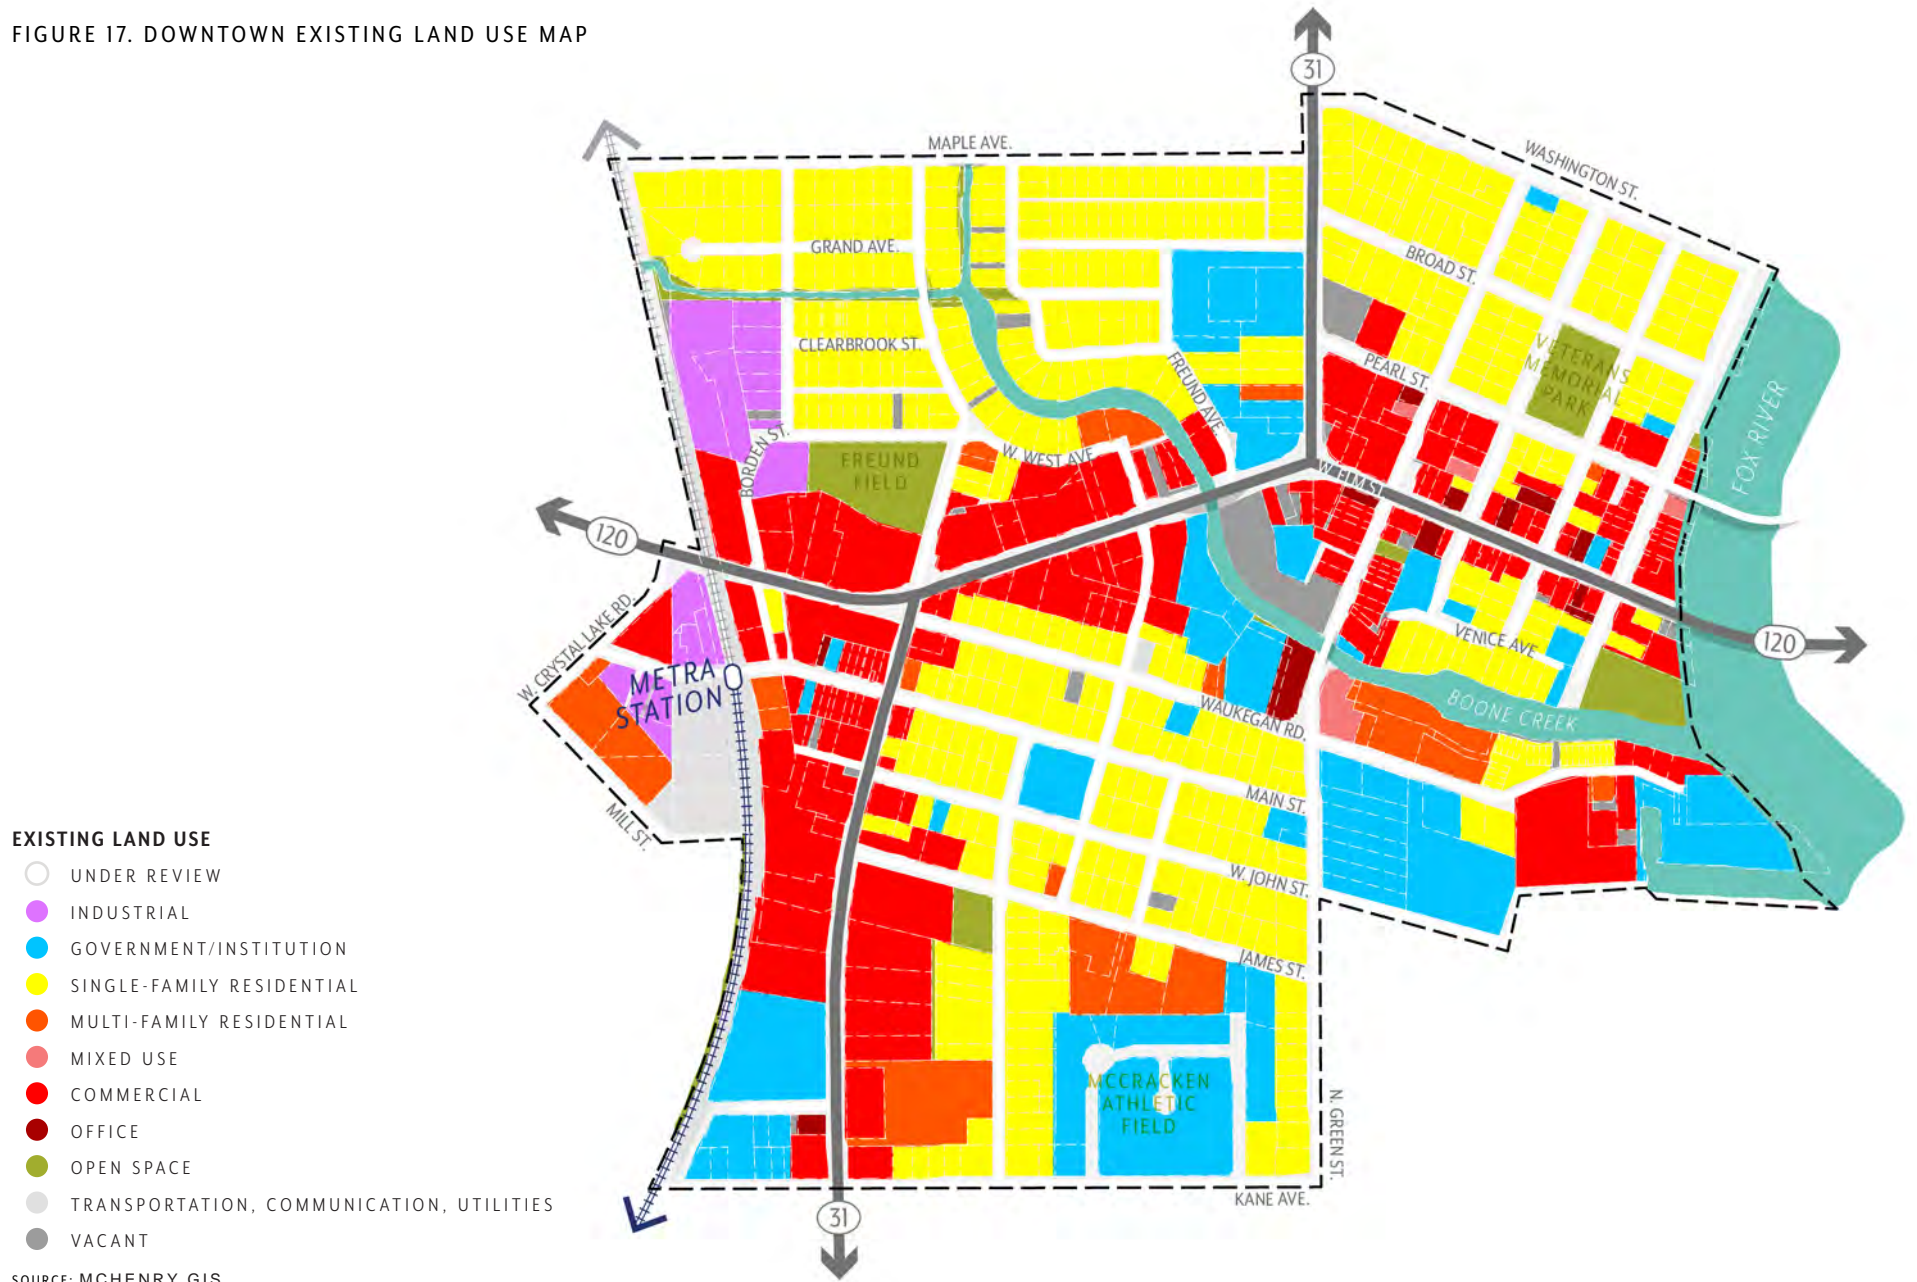 FIGURE 17. DOWNTOWN EXISTING LAND USE MAP
31
MAPLE AVE.
WASHINGTON ST.
GRAND AVE.
BROAD ST.
CLEARBROOK ST.
FREUND AVE.
PEARL ST.
VETERANS
MEMORIAL
PARK
FOX RIVER
BORDEN ST.
FREUND
FIELD
W. WEST AVE
W ELM ST.
120
W. CRYSTAL LAKE RD.
VENICE AVE
120
METRA
STATION
BOONE CREEK
WAUKEGAN RD.
MAIN ST.
MILL ST.
W. JOHN ST.
JAMES ST.
MCCRACKEN
ATHLETIC
FIELD
N. GREEN ST.
KANE AVE.
31
EXISTING LAND USE
UNDER REVIEW
INDUSTRIAL
GOVERNMENT/INSTITUTION
SINGLE-FAMILY RESIDENTIAL
MULTI-FAMILY RESIDENTIAL
MIXED USE
COMMERCIAL
OFFICE
OPEN SPACE
TRANSPORTATION, COMMUNICATION, UTILITIES
VACANT
SOURCE: MCHENRY GIS